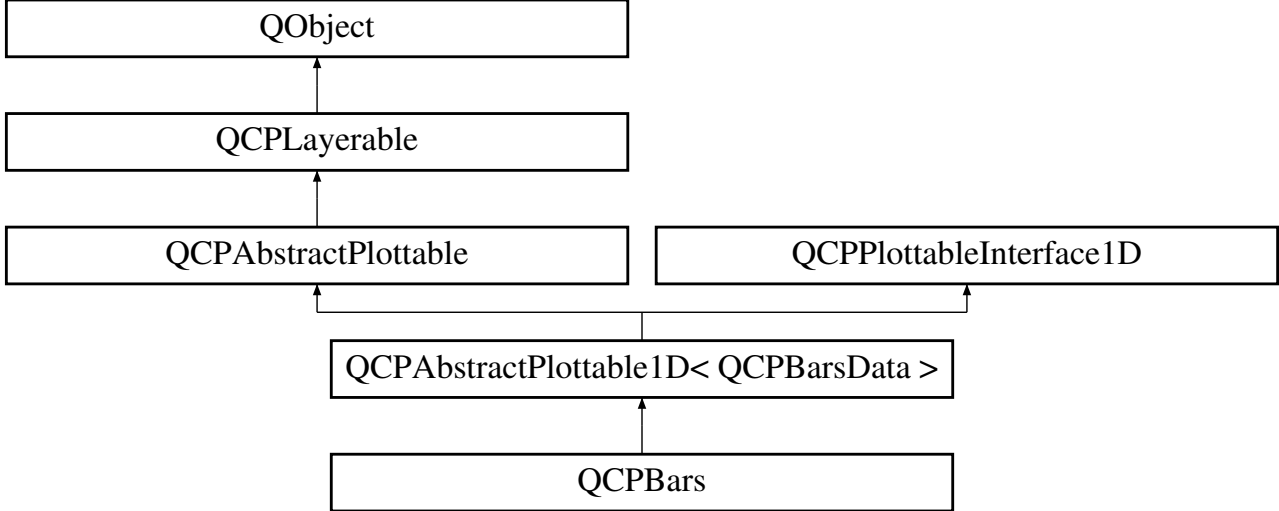 QObject
QCPLayerable
QCPAbstractPlottable
QCPPlottableInterface1D
QCPAbstractPlottable1D< QCPBarsData >
QCPBars